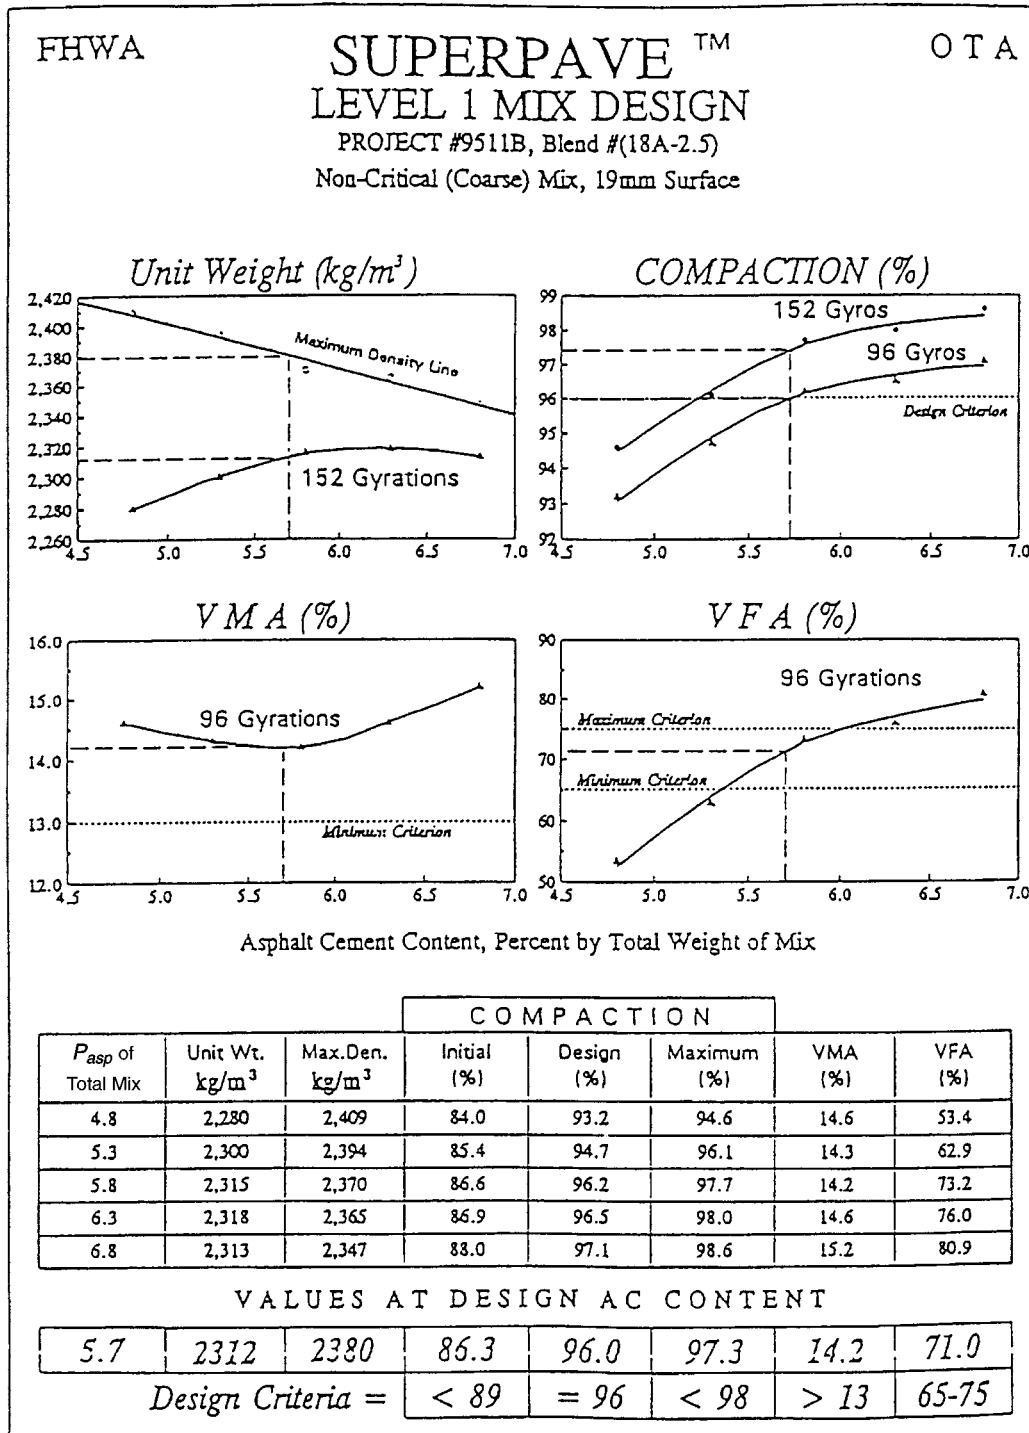 FHWA
SUPERPAVE ™
OTA
LEVEL 1 MIX DESIGN
PROJECT #9511B, Blend #(18A-2.5)
Non-Critical (Coarse) Mix, 19mm Surface
Unit Weight (kg/m³)
2,420
2,400
2,380
2,360
2,340
2,320
2,300
2,280
2,260
Maximum Density Line
152 Gyrations
4.5 5.0 5.5 6.0 6.5 7.0
COMPACTION (%)
99
98
97
96
95
94
93
92
152 Gyros
96 Gyros
Design Criterion
4.5 5.0 5.5 6.0 6.5 7.0
VMA (%)
16.0
15.0
14.0
13.0
12.0
96 Gyrations
Minimum Criterion
4.5 5.0 5.5 6.0 6.5 7.0
VFA (%)
90
80
70
60
50
96 Gyrations
Maximum Criterion
Minimum Criterion
4.5 5.0 5.5 6.0 6.5 7.0
Asphalt Cement Content, Percent by Total Weight of Mix
COMPACTION
Pasp of Total Mix Unit Wt. kg/m³ Max.Den. kg/m³ Initial (%) Design (%) Maximum (%) VMA (%) VFA (%)
4.8 2,280 2,409 84.0 93.2 94.6 14.6 53.4
5.3 2,300 2,394 85.4 94.7 96.1 14.3 62.9
5.8 2,315 2,370 86.6 96.2 97.7 14.2 73.2
6.3 2,318 2,365 86.9 96.5 98.0 14.6 76.0
6.8 2,313 2,347 88.0 97.1 98.6 15.2 80.9
VALUES AT DESIGN AC CONTENT
5.7 2312 2380 86.3 96.0 97.3 14.2 71.0
Design Criteria = < 89 = 96 < 98 > 13 65-75